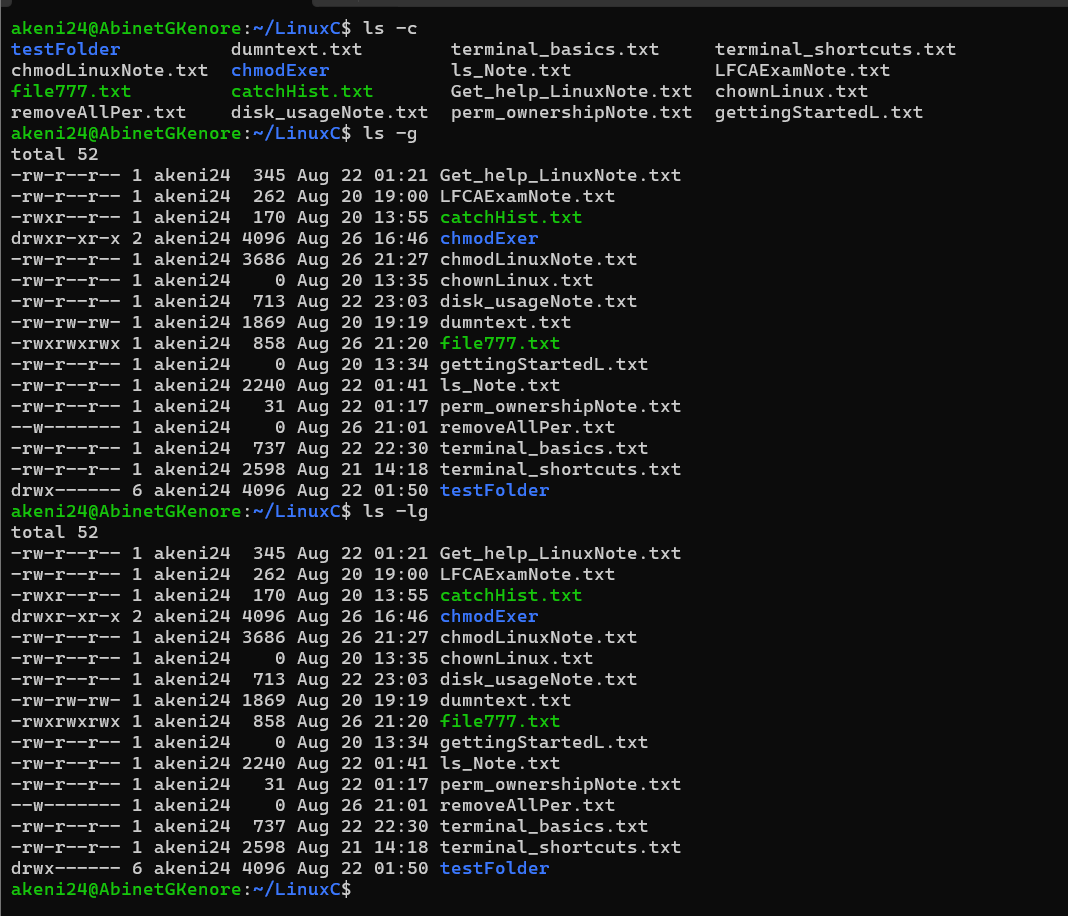 akeni24@AbinetGKenore:~/LinuxC$ ls -c
testFolder          dumntext.txt        terminal_basics.txt     terminal_shortcuts.txt
chmodLinuxNote.txt  chmodExer           ls_Note.txt             LFCAExamNote.txt
file777.txt         catchHist.txt       Get_help_LinuxNote.txt  chownLinux.txt
removeAllPer.txt    disk_usageNote.txt  perm_ownershipNote.txt  gettingStartedL.txt
akeni24@AbinetGKenore:~/LinuxC$ ls -g
total 52
-rw-r--r-- 1 akeni24  345 Aug 22 01:21 Get_help_LinuxNote.txt
-rw-r--r-- 1 akeni24  262 Aug 20 19:00 LFCAExamNote.txt
-rwxr--r-- 1 akeni24  170 Aug 20 13:55 catchHist.txt
drwxr-xr-x 2 akeni24 4096 Aug 26 16:46 chmodExer
-rw-r--r-- 1 akeni24 3686 Aug 26 21:27 chmodLinuxNote.txt
-rw-r--r-- 1 akeni24    0 Aug 20 13:35 chownLinux.txt
-rw-r--r-- 1 akeni24  713 Aug 22 23:03 disk_usageNote.txt
-rw-rw-rw- 1 akeni24 1869 Aug 20 19:19 dumntext.txt
-rwxrwxrwx 1 akeni24  858 Aug 26 21:20 file777.txt
-rw-r--r-- 1 akeni24    0 Aug 20 13:34 gettingStartedL.txt
-rw-r--r-- 1 akeni24 2240 Aug 22 01:41 ls_Note.txt
-rw-r--r-- 1 akeni24   31 Aug 22 01:17 perm_ownershipNote.txt
--w------- 1 akeni24    0 Aug 26 21:01 removeAllPer.txt
-rw-r--r-- 1 akeni24  737 Aug 22 22:30 terminal_basics.txt
-rw-r--r-- 1 akeni24 2598 Aug 21 14:18 terminal_shortcuts.txt
drwx------ 6 akeni24 4096 Aug 22 01:50 testFolder
akeni24@AbinetGKenore:~/LinuxC$ ls -lg
total 52
-rw-r--r-- 1 akeni24  345 Aug 22 01:21 Get_help_LinuxNote.txt
-rw-r--r-- 1 akeni24  262 Aug 20 19:00 LFCAExamNote.txt
-rwxr--r-- 1 akeni24  170 Aug 20 13:55 catchHist.txt
drwxr-xr-x 2 akeni24 4096 Aug 26 16:46 chmodExer
-rw-r--r-- 1 akeni24 3686 Aug 26 21:27 chmodLinuxNote.txt
-rw-r--r-- 1 akeni24    0 Aug 20 13:35 chownLinux.txt
-rw-r--r-- 1 akeni24  713 Aug 22 23:03 disk_usageNote.txt
-rw-rw-rw- 1 akeni24 1869 Aug 20 19:19 dumntext.txt
-rwxrwxrwx 1 akeni24  858 Aug 26 21:20 file777.txt
-rw-r--r-- 1 akeni24    0 Aug 20 13:34 gettingStartedL.txt
-rw-r--r-- 1 akeni24 2240 Aug 22 01:41 ls_Note.txt
-rw-r--r-- 1 akeni24   31 Aug 22 01:17 perm_ownershipNote.txt
--w------- 1 akeni24    0 Aug 26 21:01 removeAllPer.txt
-rw-r--r-- 1 akeni24  737 Aug 22 22:30 terminal_basics.txt
-rw-r--r-- 1 akeni24 2598 Aug 21 14:18 terminal_shortcuts.txt
drwx------ 6 akeni24 4096 Aug 22 01:50 testFolder
akeni24@AbinetGKenore:~/LinuxC$